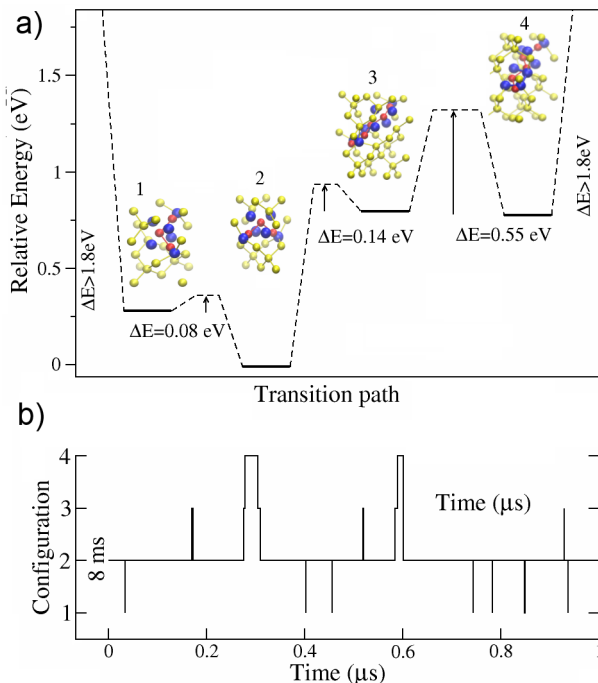 a)
Relative Energy (eV)
1.5
1
0.5
0
1
2
3
4
ΔE>1.8eV
ΔE=0.08 eV
ΔE=0.14 eV
ΔE=0.55 eV
ΔE>1.8eV
Transition path
b)
Configuration
4
3
2
1
8 ms
Time (μs)
0
0.2
0.4
0.6
0.8
1
Time (μs)